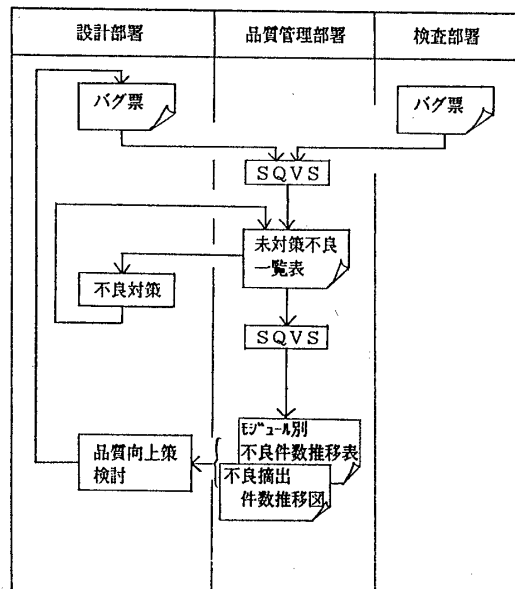 設計部署
品質管理部署
検査部署
バグ票
バグ票
ＳＱＶＳ
未対策不良
一覧表
不良対策
ＳＱＶＳ
ﾓｼﾞｭｰﾙ別
不良件数推移表
不良摘出
件数推移図
品質向上策
検討